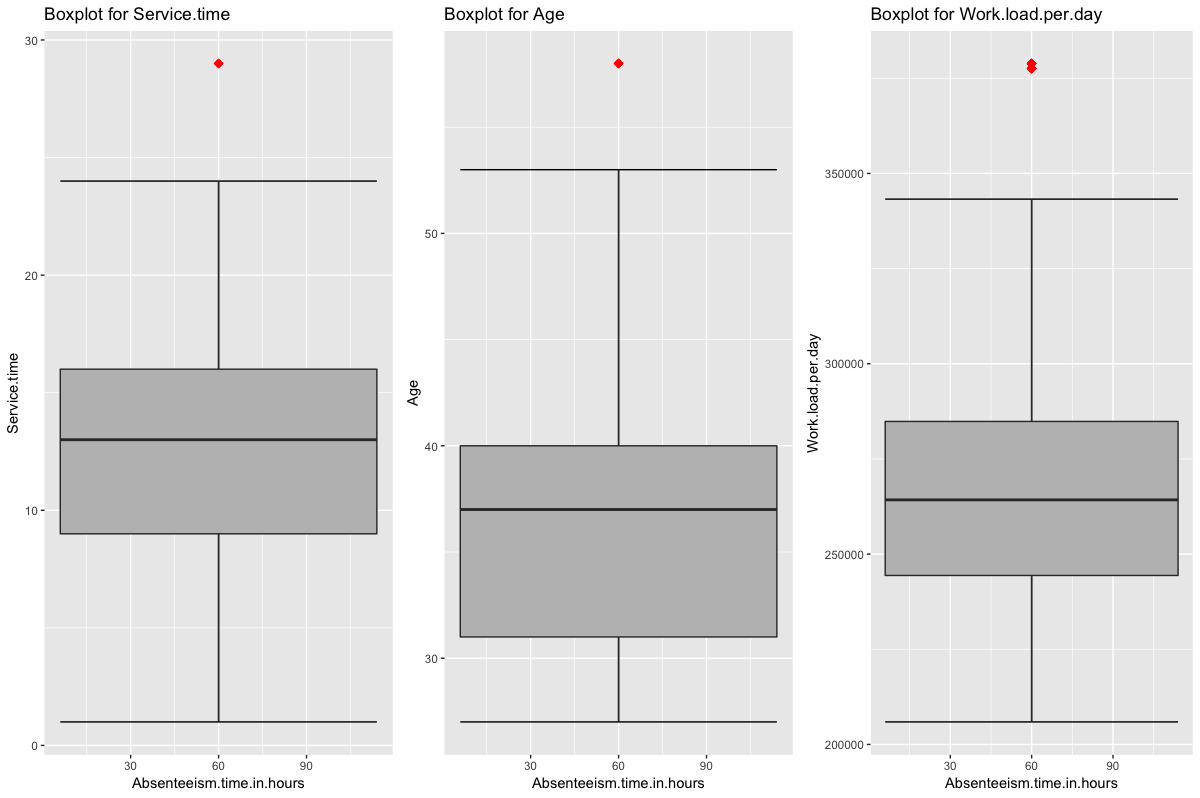 Boxplot for Service.time
30
20
10
0
Service.time
30 60 90
Absenteeism.time.in.hours
Boxplot for Age
50
40
30
Age
30 60 90
Absenteeism.time.in.hours
Boxplot for Work.load.per.day
350000
300000
250000
200000
Work.load.per.day
30 60 90
Absenteeism.time.in.hours